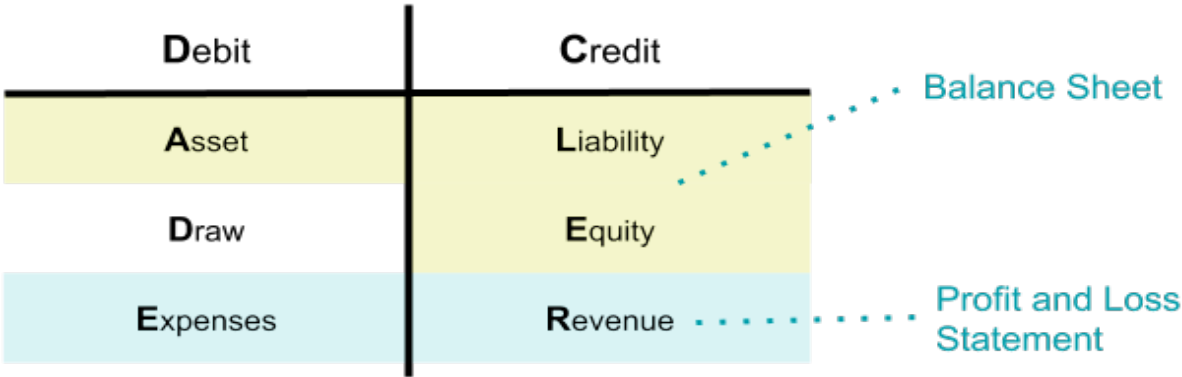 Debit Credit
Balance Sheet
Asset Liability
Draw Equity
Expenses Revenue
Profit and Loss
Statement